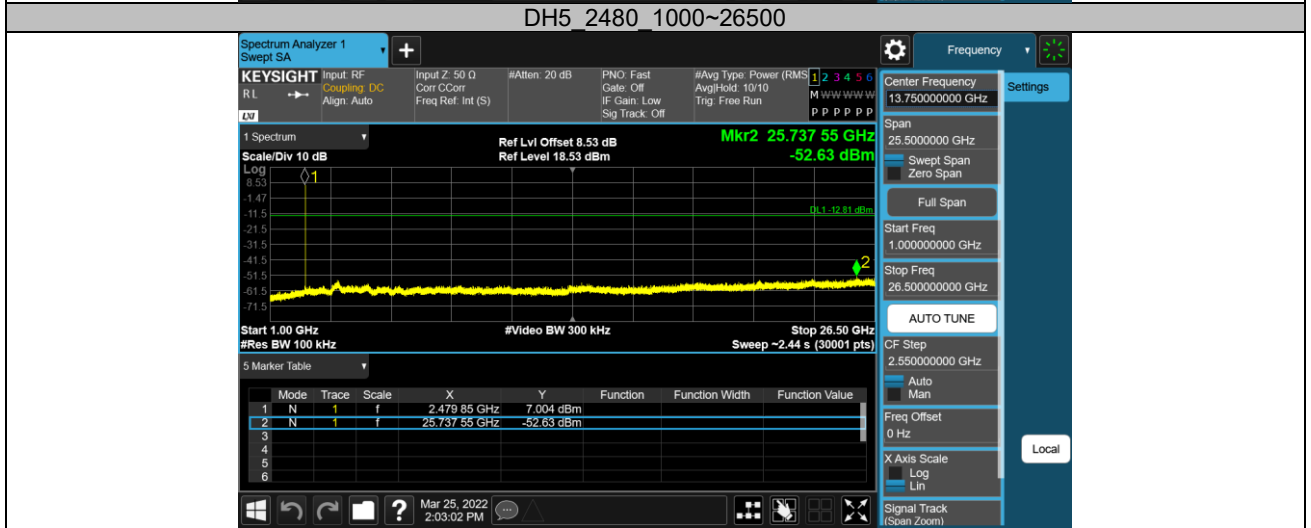 DH5_2480_1000~26500
Spectrum Analyzer 1
Swept SA
Frequency
KEYSIGHT
RL
LXI
Input: RF
Coupling: DC
Align: Auto
Input Z: 50 Ω
Corr CCorr
Freq Ref: Int (S)
#Atten: 20 dB
PNO: Fast
Gate: Off
IF Gain: Low
Sig Track: Off
#Avg Type: Power (RMS
Avg|Hold: 10/10
Trig: Free Run
1 2 3 4 5 6
M W W W W W
P P P P P P
1 Spectrum
Scale/Div 10 dB
Ref Lvl Offset 8.53 dB
Ref Level 18.53 dBm
Mkr2 25.737 55 GHz
-52.63 dBm
Log
8.53
-1.47
-11.5
-21.5
-31.5
-41.5
-51.5
-61.5
-71.5
1
DL1 -12.81 dBm
2
Start 1.00 GHz
#Res BW 100 kHz
#Video BW 300 kHz
Stop 26.50 GHz
Sweep ~2.44 s (30001 pts)
5 Marker Table
Mode Trace Scale X Y Function Function Width Function Value
1 N 1 f 2.479 85 GHz 7.004 dBm
2 N 1 f 25.737 55 GHz -52.63 dBm
3
4
5
6
Mar 25, 2022
2:03:02 PM
Center Frequency
13.750000000 GHz
Span
25.5000000 GHz
Swept Span
Zero Span
Full Span
Start Freq
1.000000000 GHz
Stop Freq
26.500000000 GHz
AUTO TUNE
CF Step
2.550000000 GHz
Auto
Man
Freq Offset
0 Hz
X Axis Scale
Log
Lin
Signal Track
(Span Zoom)
Settings
Local